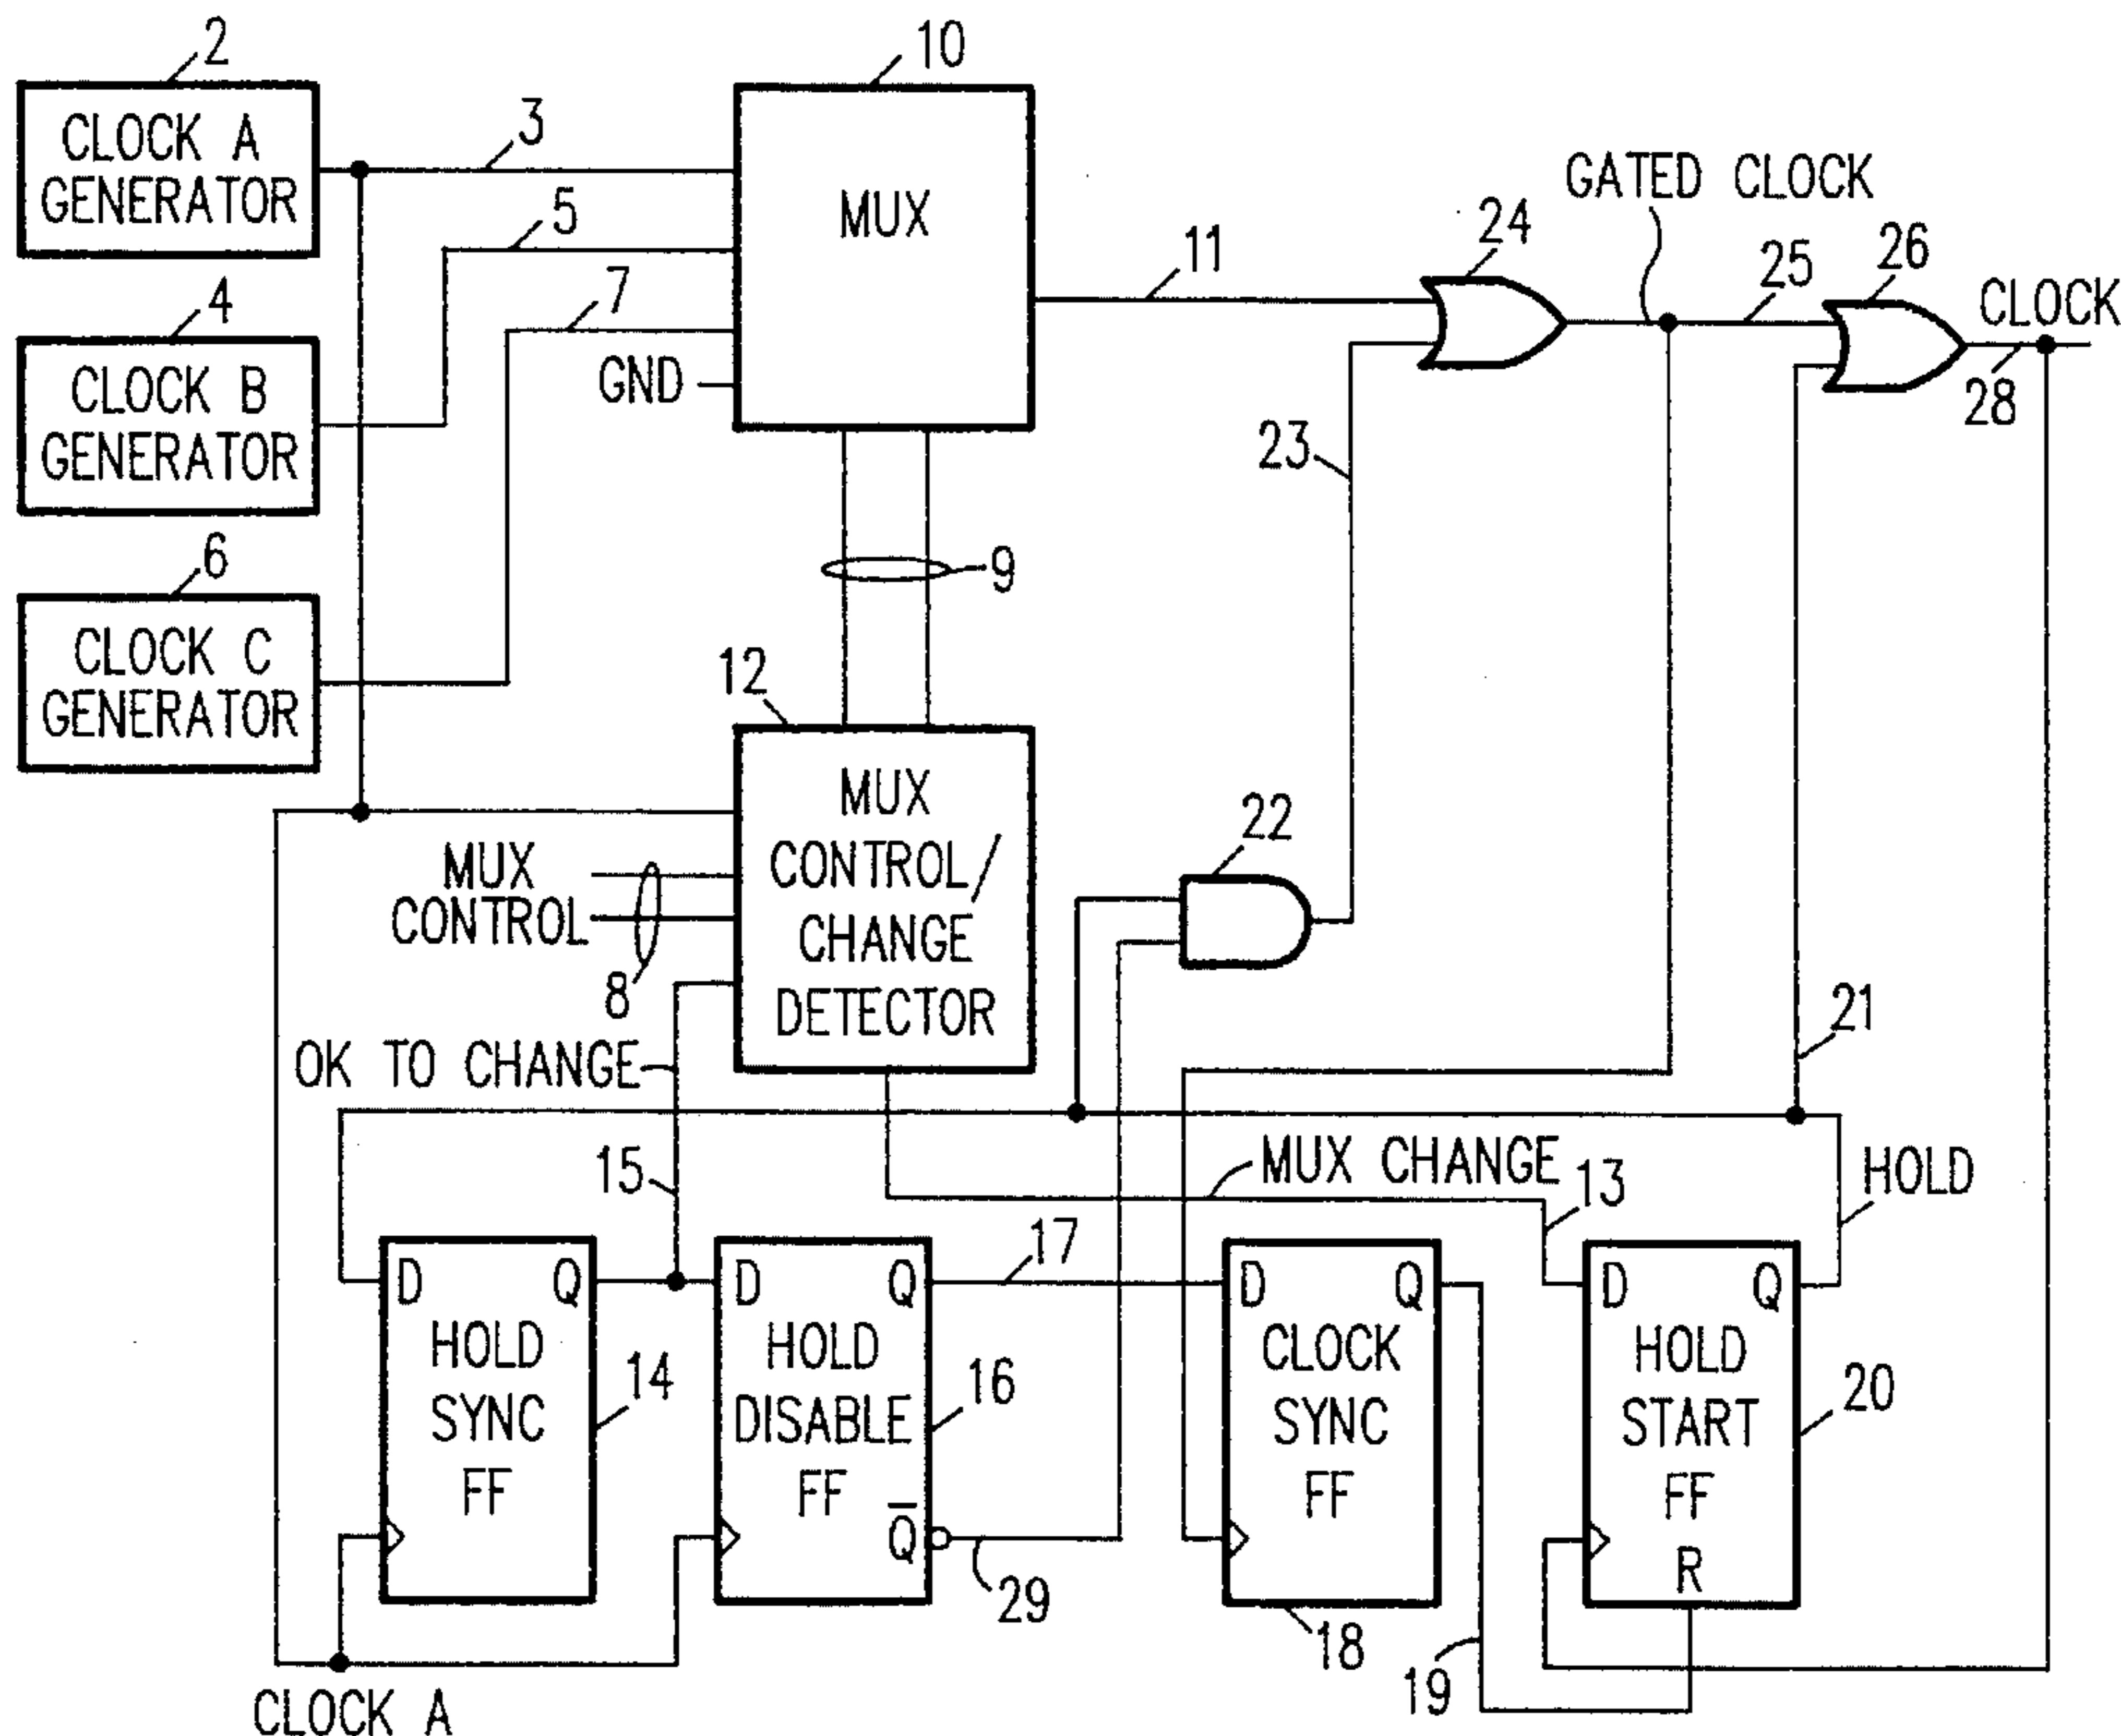 2
10
CLOCK A
GENERATOR
3
MUX
5
GATED CLOCK
24
11
25
26
CLOCK
4
7
GND
28
CLOCK B
GENERATOR
23
6
9
CLOCK C
GENERATOR
12
MUX
CONTROL/
CHANGE
DETECTOR
22
MUX
CONTROL
8
21
OK TO CHANGE
15
MUX CHANGE
13
HOLD
17
D Q
HOLD
SYNC
FF
14
D Q
HOLD
DISABLE
FF
Q̅
16
29
D Q
CLOCK
SYNC
FF
18
D Q
HOLD
START
FF
R
20
19
CLOCK A